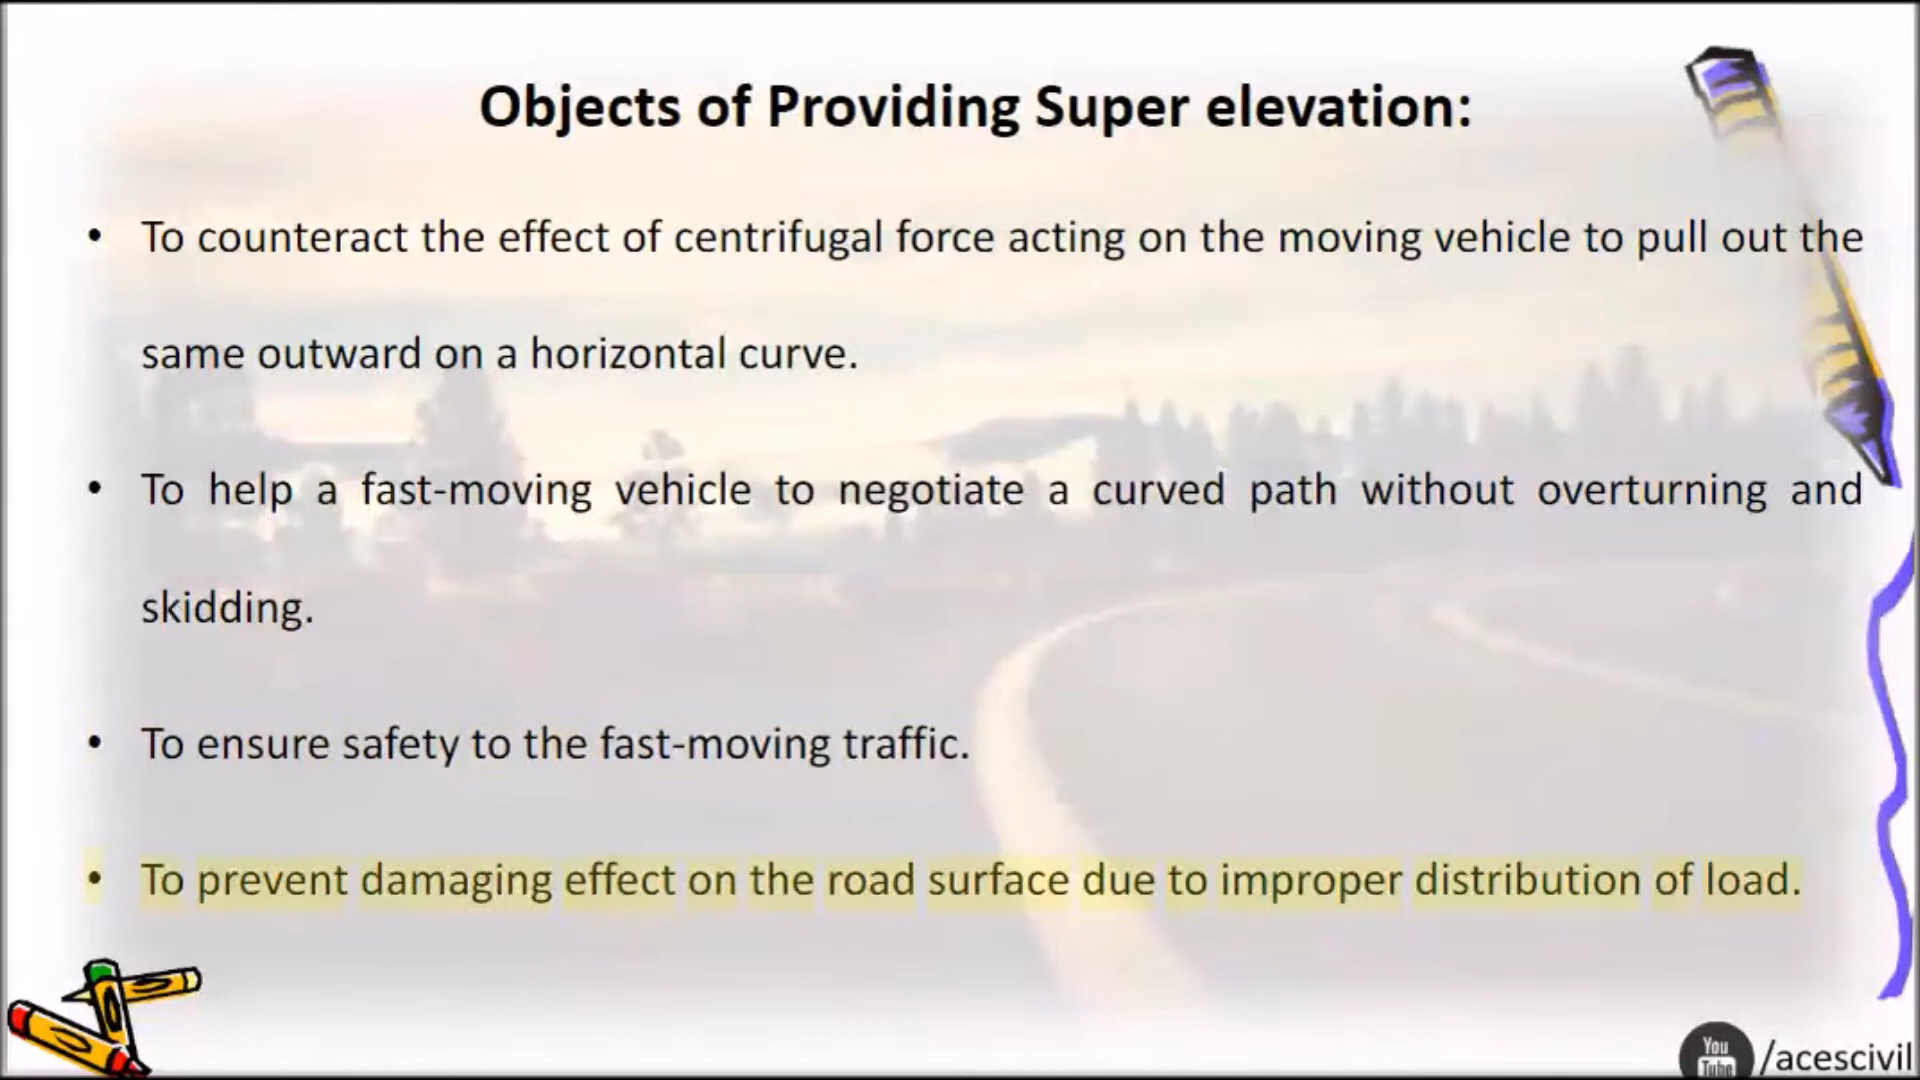 Objects of Providing Super elevation:
• To counteract the effect of centrifugal force acting on the moving vehicle to pull out the
same outward on a horizontal curve.
• To help a fast-moving vehicle to negotiate a curved path without overturning and
skidding.
• To ensure safety to the fast-moving traffic.
• To prevent damaging effect on the road surface due to improper distribution of load.
You
Tube
/acescivil